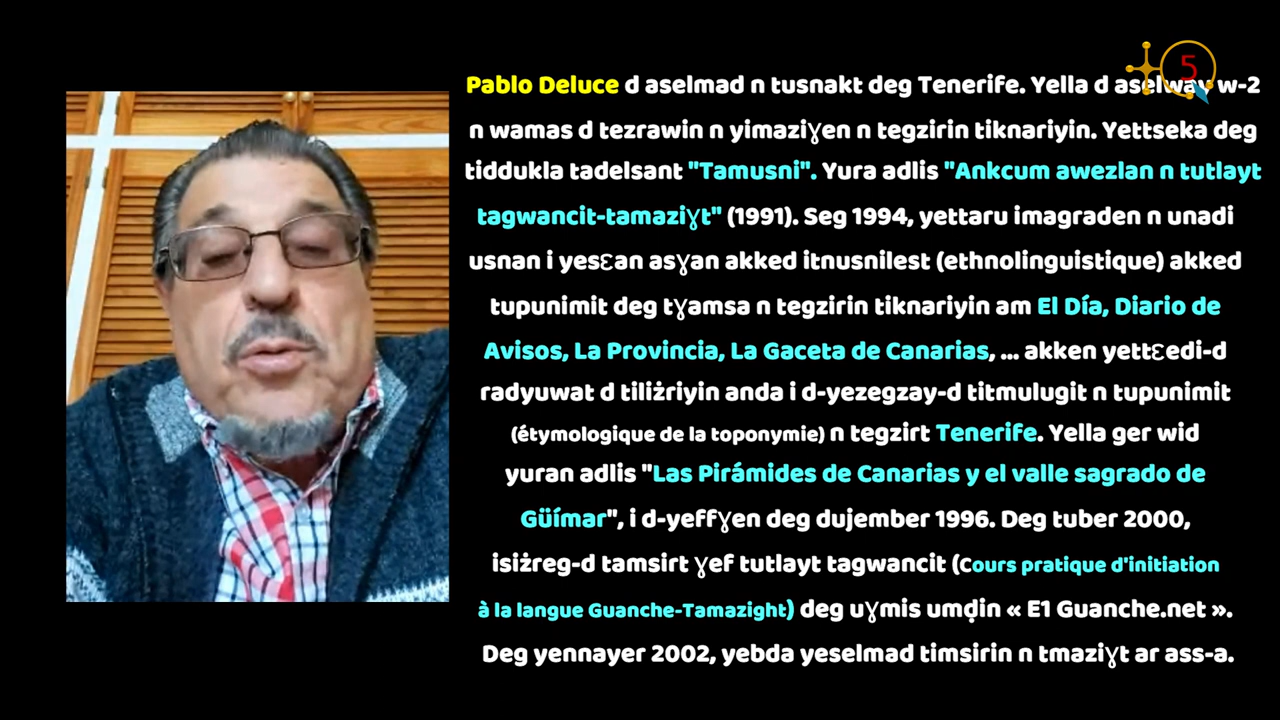 Pablo Deluce d aselmad n tusnakt deg Tenerife. Yella d aselway w-2
5
n wamas d tezrawin n yimaziɣen n tegzirin tiknariyin. Yettseka deg
tiddukla tadelsant "Tamusni". Yura adlis "Ankcum awezlan n tutlayt
tagwancit-tamaziɣt" (1991). Seg 1994, yettaru imagraden n unadi
usnan i yesɛan asɣan akked itnusnilest (ethnolinguistique) akked
tupunimit deg tɣamsa n tegzirin tiknariyin am El Día, Diario de
Avisos, La Provincia, La Gaceta de Canarias, ... akken yettɛedi-d
radyuwat d tiliżriyin anda i d-yezegzay-d titmulugit n tupunimit
(étymologique de la toponymie) n tegzirt Tenerife. Yella ger wid
yuran adlis "Las Pirámides de Canarias y el valle sagrado de
Güímar", i d-yeffɣen deg dujember 1996. Deg tuber 2000,
isiżreg-d tamsirt ɣef tutlayt tagwancit (cours pratique d'initiation
à la langue Guanche-Tamazight) deg uɣmis umḍin « E1 Guanche.net ».
Deg yennayer 2002, yebda yeselmad timsirin n tmaziɣt ar ass-a.